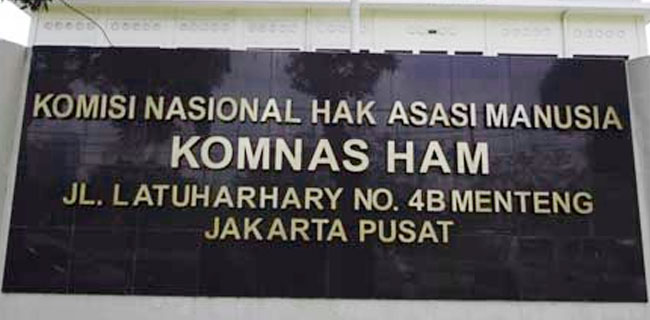 KOMISI NASIONAL HAK ASASI MANUSIA
KOMNAS HAM
JL. LATUHARHARY NO. 4B MENTENG
JAKARTA PUSAT